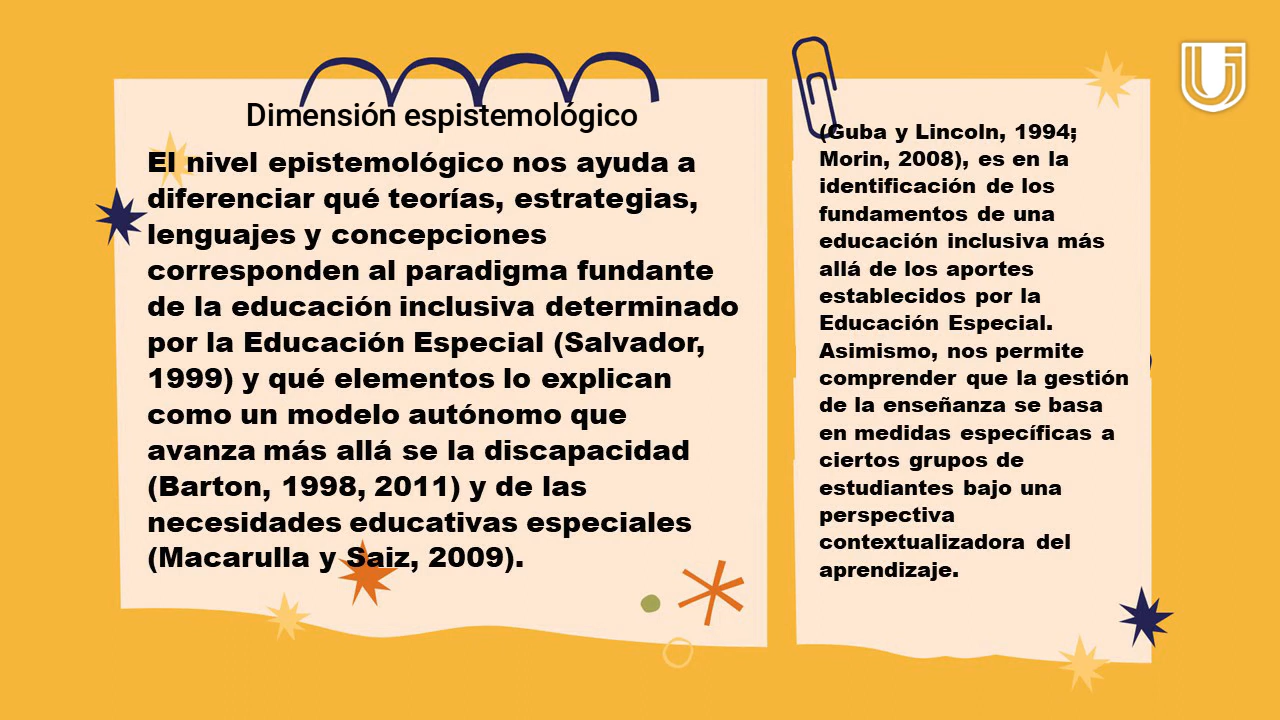 Dimensión espistemológico
El nivel epistemológico nos ayuda a
diferenciar qué teorías, estrategias,
lenguajes y concepciones
corresponden al paradigma fundante
de la educación inclusiva determinado
por la Educación Especial (Salvador,
1999) y qué elementos lo explican
como un modelo autónomo que
avanza más allá se la discapacidad
(Barton, 1998, 2011) y de las
necesidades educativas especiales
(Macarulla y Saiz, 2009).
(Guba y Lincoln, 1994;
Morin, 2008), es en la
identificación de los
fundamentos de una
educación inclusiva más
allá de los aportes
establecidos por la
Educación Especial.
Asimismo, nos permite
comprender que la gestión
de la enseñanza se basa
en medidas específicas a
ciertos grupos de
estudiantes bajo una
perspectiva
contextualizadora del
aprendizaje.